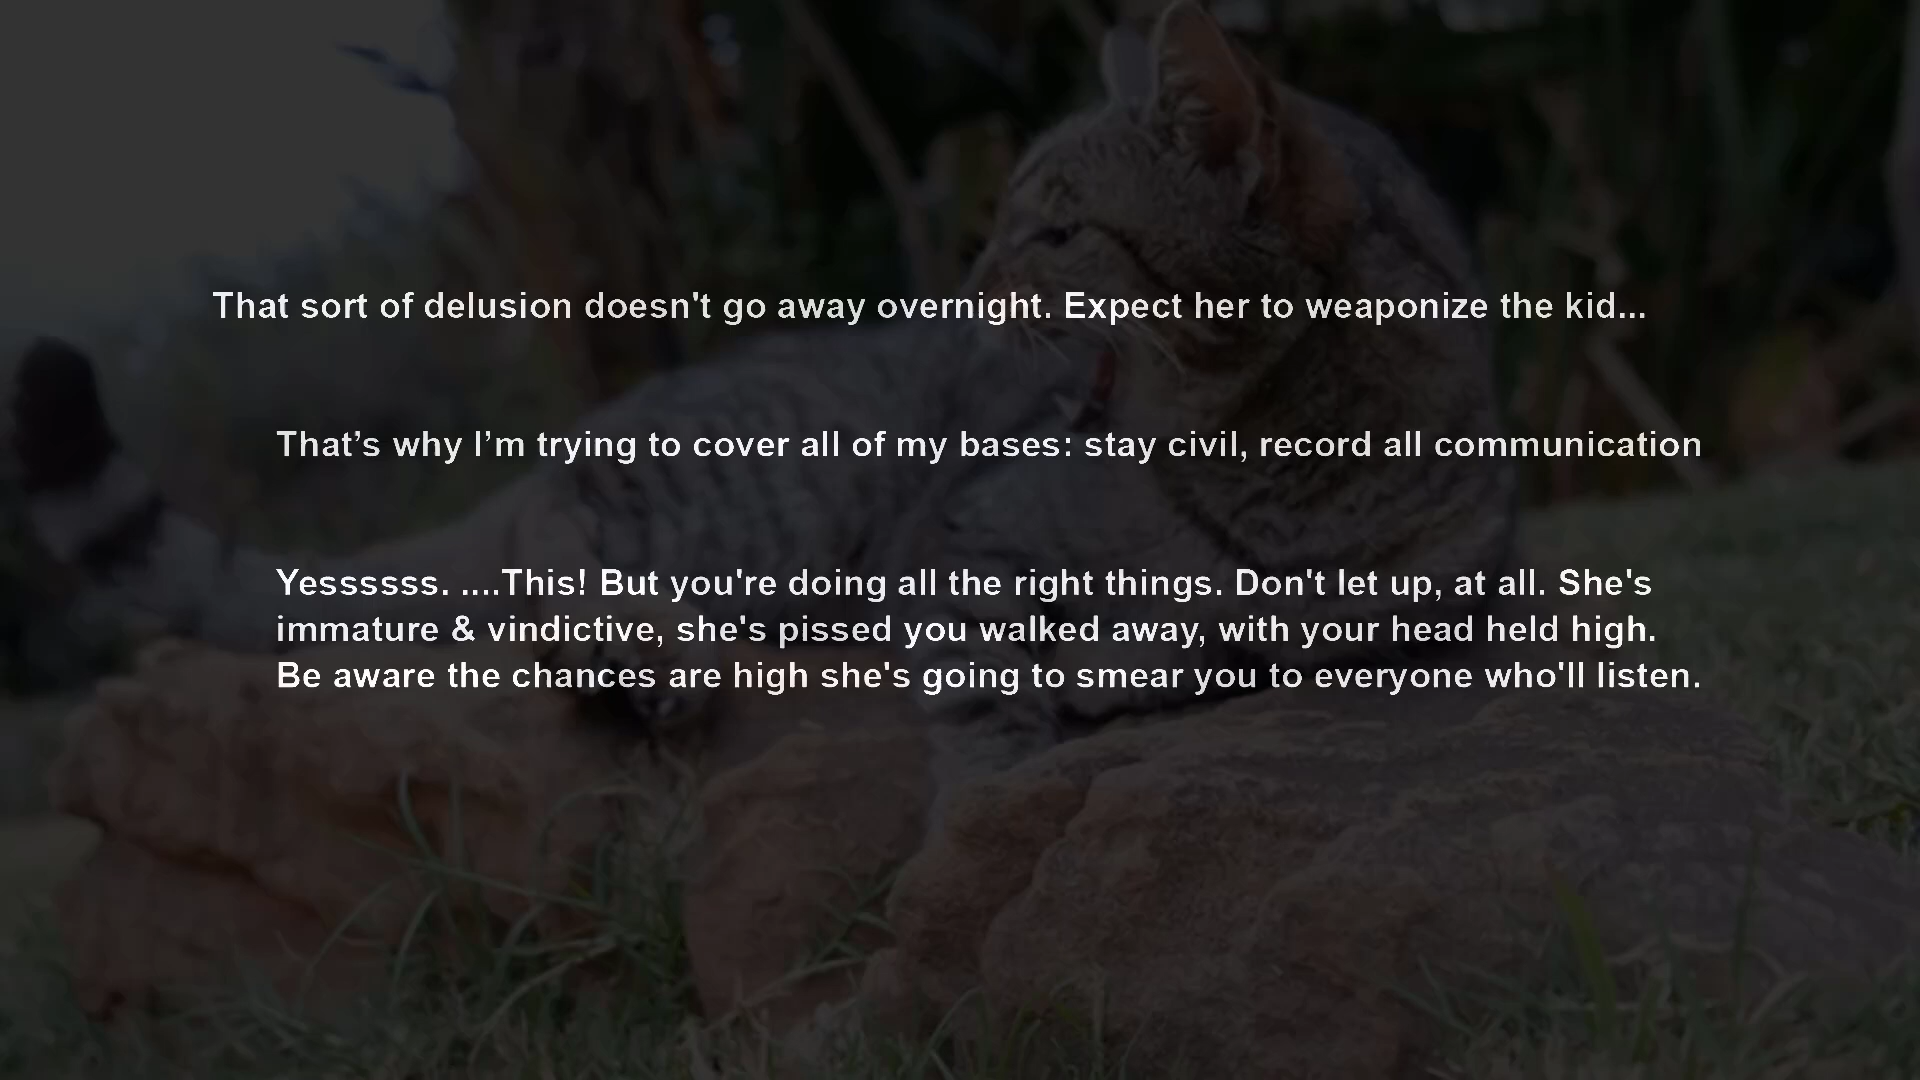 That sort of delusion doesn't go away overnight. Expect her to weaponize the kid...
That’s why I’m trying to cover all of my bases: stay civil, record all communication
Yessssss. ....This! But you're doing all the right things. Don't let up, at all. She's
immature & vindictive, she's pissed you walked away, with your head held high.
Be aware the chances are high she's going to smear you to everyone who'll listen.